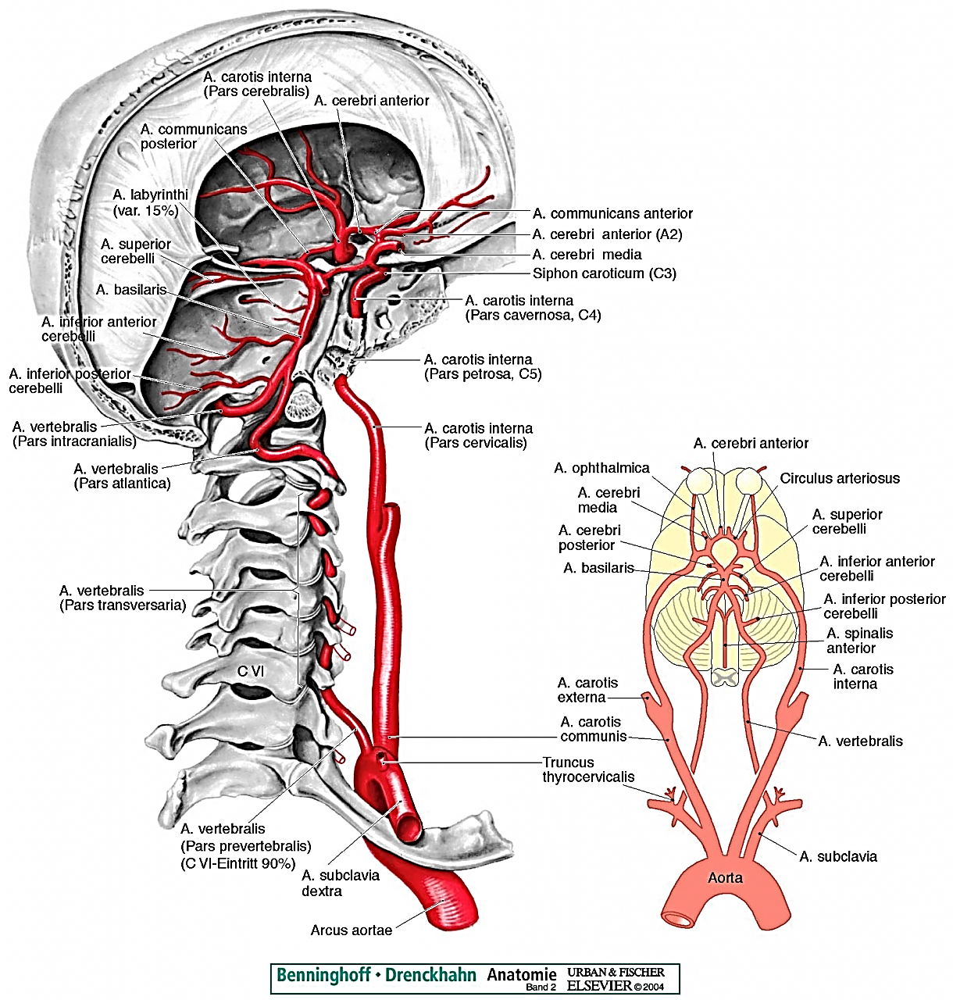 A. carotis interna
(Pars cerebralis)
A. cerebri anterior
A. communicans
posterior
A. labyrinthi
(var. 15%)
A. superior
cerebelli
A. basilaris
A. inferior anterior
cerebelli
A. inferior posterior
cerebelli
A. vertebralis
(Pars intracranialis)
A. vertebralis
(Pars atlantica)
A. vertebralis
(Pars transversaria)
C VI
A. vertebralis
(Pars prevertebralis)
(C VI-Eintritt 90%)
A. subclavia
dextra
Arcus aortae
A. communicans anterior
A. cerebri anterior (A2)
A. cerebri media
Siphon caroticum (C3)
A. carotis interna
(Pars cavernosa, C4)
A. carotis interna
(Pars petrosa, C5)
A. carotis interna
(Pars cervicalis)
A. cerebri anterior
A. ophthalmica
Circulus arteriosus
A. cerebri
media
A. superior
cerebelli
A. cerebri
posterior
A. basilaris
A. inferior anterior
cerebelli
A. inferior posterior
cerebelli
A. spinalis
anterior
A. carotis
interna
A. carotis
externa
A. carotis
communis
A. vertebralis
Truncus
thyrocervicalis
A. subclavia
Aorta
Benninghoff • Drenckhahn Anatomie
Band 2
URBAN & FISCHER
ELSEVIER © 2004